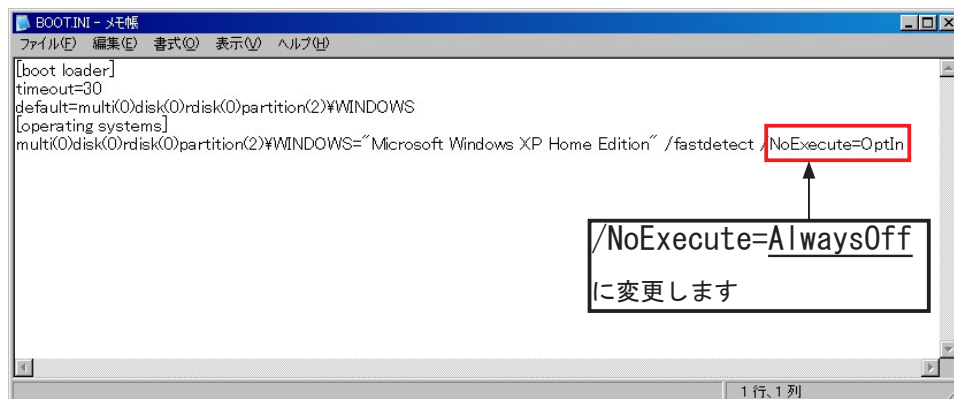 BOOT.INI - メモ帳
ファイル(F) 編集(E) 書式(O) 表示(V) ヘルプ(H)
[boot loader]
timeout=30
default=multi(0)disk(0)rdisk(0)partition(2)¥WINDOWS
[operating systems]
multi(0)disk(0)rdisk(0)partition(2)¥WINDOWS="Microsoft Windows XP Home Edition" /fastdetect /NoExecute=OptIn
/NoExecute=AlwaysOff
に変更します
1 行、1 列